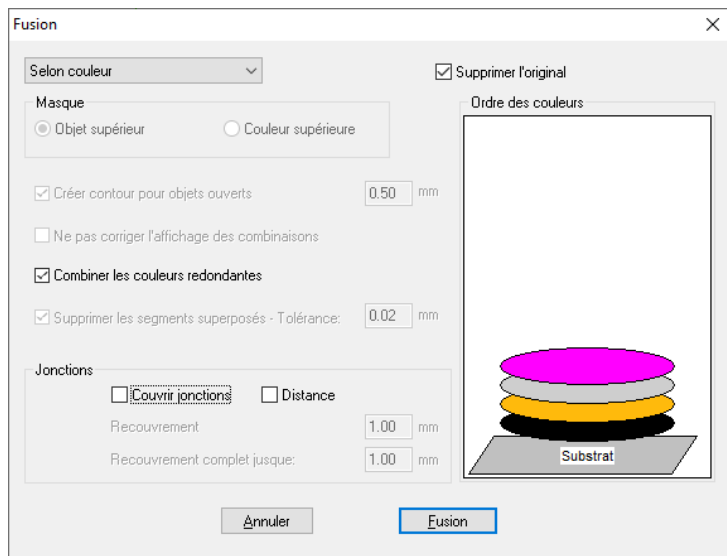 Fusion
Selon couleur
Supprimer l'original
Masque
Objet supérieur
Couleur supérieure
Ordre des couleurs
Créer contour pour objets ouverts
0.50 mm
Ne pas corriger l'affichage des combinaisons
Combiner les couleurs redondantes
Supprimer les segments superposés - Tolérance:
0.02 mm
Jonctions
Couvrir jonctions
Distance
Recouvrement
1.00 mm
Recouvrement complet jusque:
1.00 mm
Substrat
Annuler
Fusion